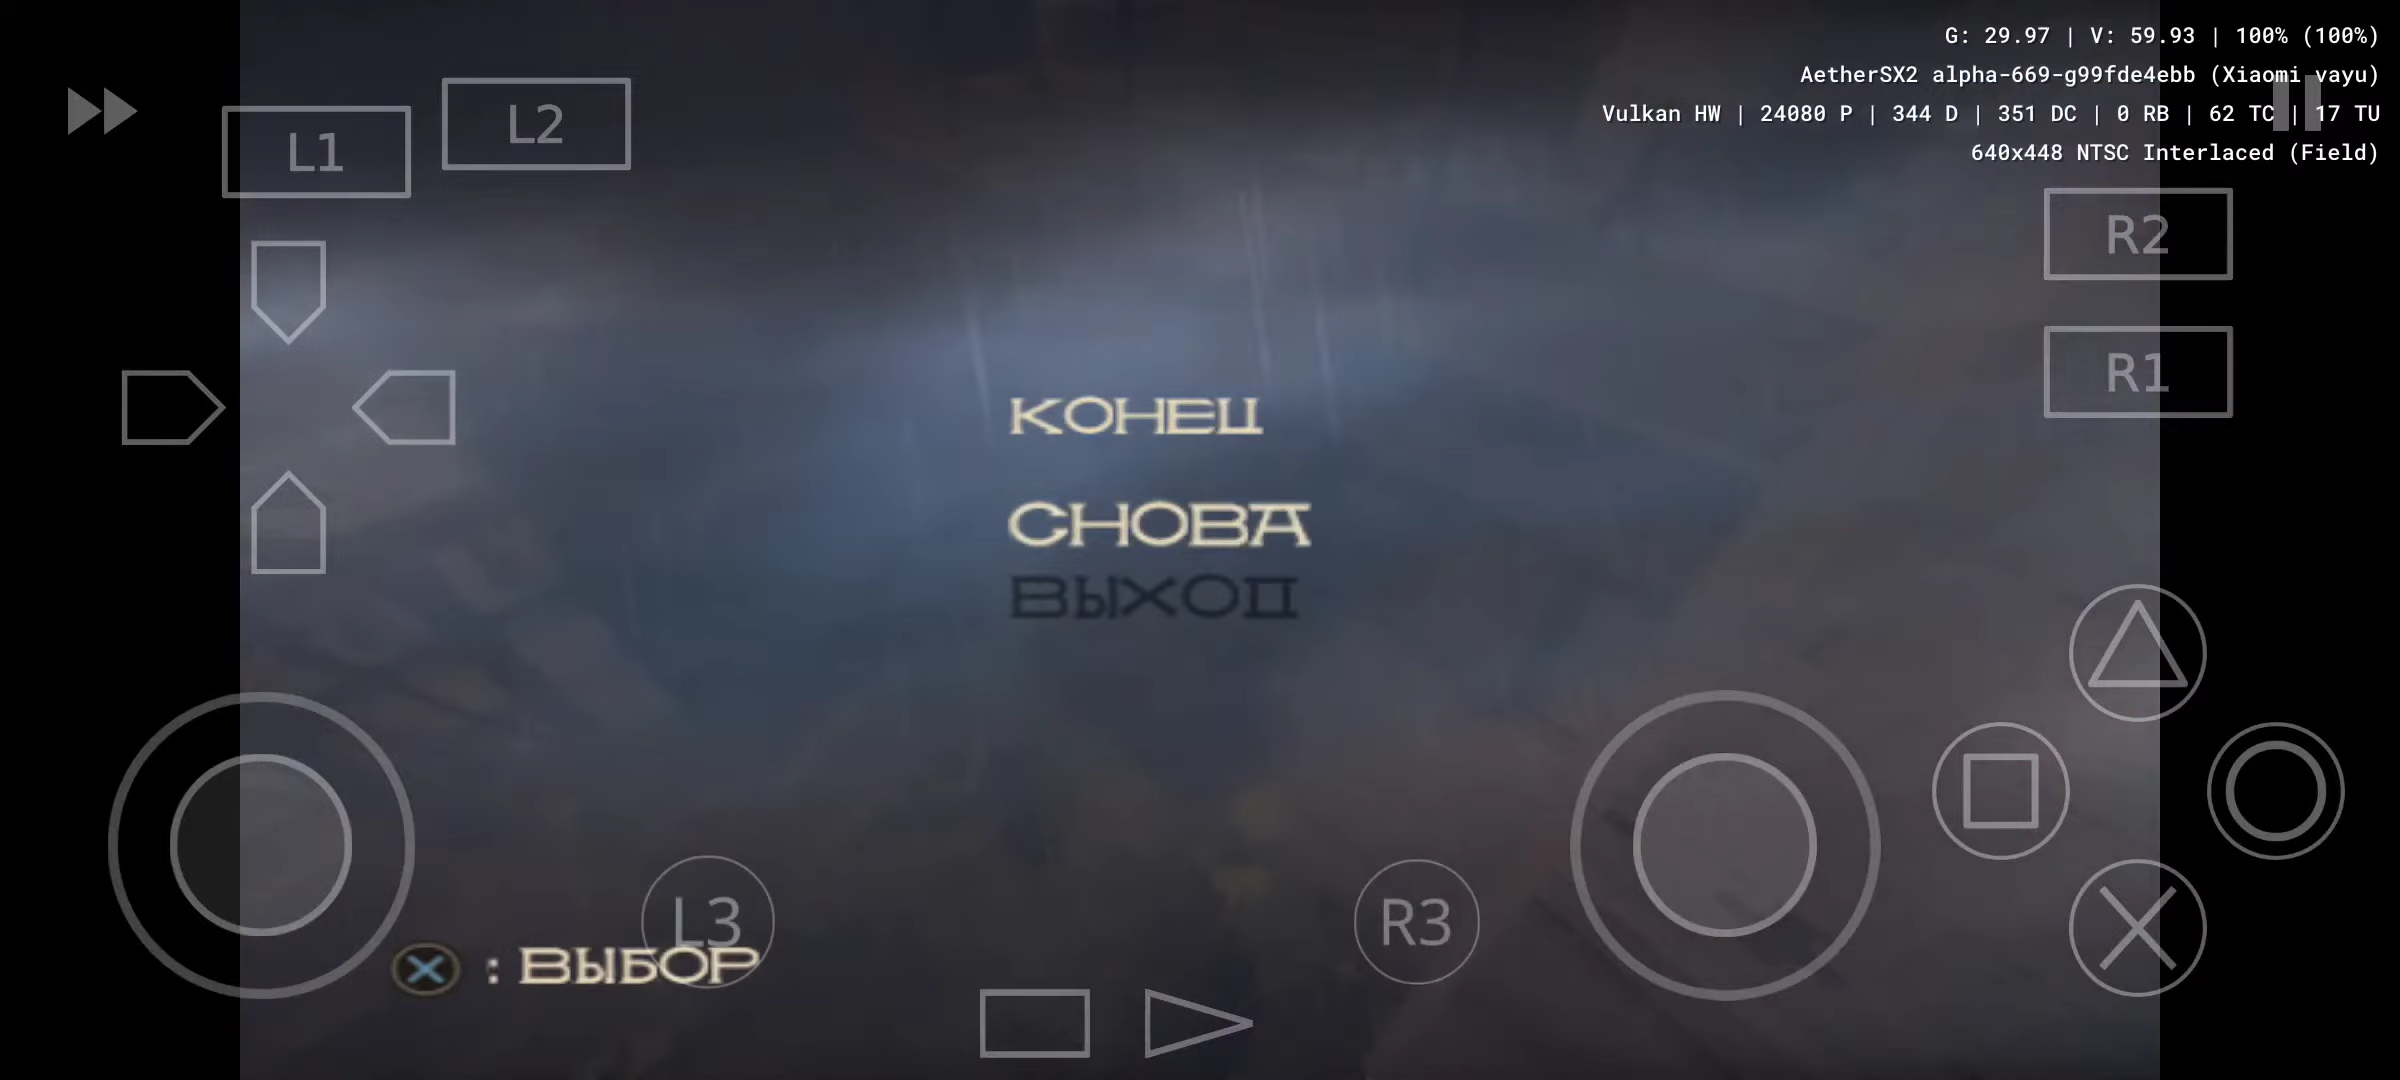 G: 29.97 | V: 59.93 | 100% (100%)
AetherSX2 alpha-669-g99fde4ebb (Xiaomi vayu)
Vulkan HW | 24080 P | 344 D | 351 DC | 0 RB | 62 TC | 17 TU
640x448 NTSC Interlaced (Field)
L1
L2
R2
R1
КОНЕЦ
СНОВА
ВЫХОД
L3
R3
: ВЫБОР